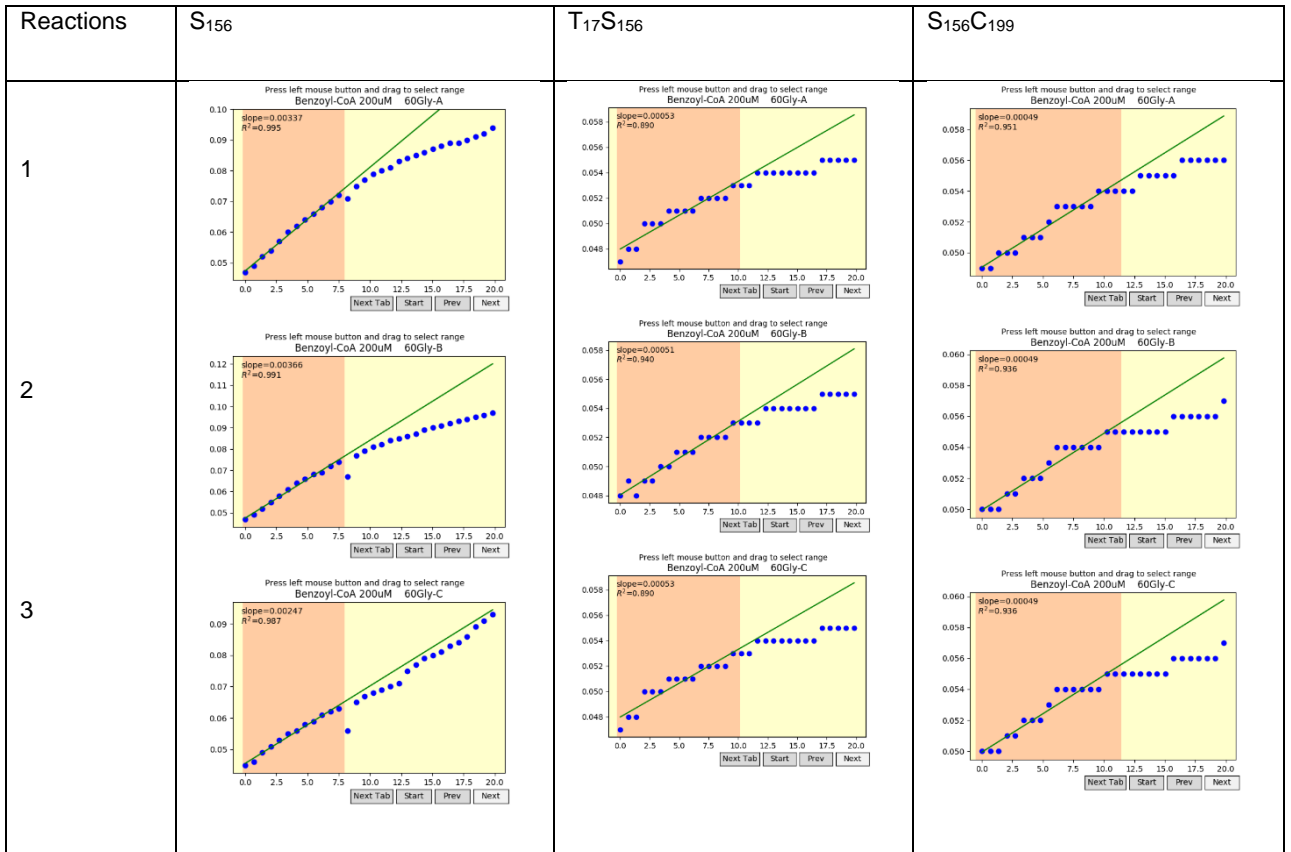 Reactions S₁₅₆ T₁₇S₁₅₆ S₁₅₆C₁₉₉
1
Press left mouse button and drag to select range
Benzoyl-CoA 200uM 60Gly-A
slope=0.00337
R²=0.995
0.10
0.09
0.08
0.07
0.06
0.05
0.0 2.5 5.0 7.5 10.0 12.5 15.0 17.5 20.0
Next Tab Start Prev Next
Press left mouse button and drag to select range
Benzoyl-CoA 200uM 60Gly-A
slope=0.00053
R²=0.890
0.058
0.056
0.054
0.052
0.050
0.048
0.0 2.5 5.0 7.5 10.0 12.5 15.0 17.5 20.0
Next Tab Start Prev Next
Press left mouse button and drag to select range
Benzoyl-CoA 200uM 60Gly-A
slope=0.00049
R²=0.951
0.058
0.056
0.054
0.052
0.050
0.0 2.5 5.0 7.5 10.0 12.5 15.0 17.5 20.0
Next Tab Start Prev Next
2
Press left mouse button and drag to select range
Benzoyl-CoA 200uM 60Gly-B
slope=0.00366
R²=0.991
0.12
0.11
0.10
0.09
0.08
0.07
0.06
0.05
0.0 2.5 5.0 7.5 10.0 12.5 15.0 17.5 20.0
Next Tab Start Prev Next
Press left mouse button and drag to select range
Benzoyl-CoA 200uM 60Gly-B
slope=0.00051
R²=0.940
0.058
0.056
0.054
0.052
0.050
0.048
0.0 2.5 5.0 7.5 10.0 12.5 15.0 17.5 20.0
Next Tab Start Prev Next
Press left mouse button and drag to select range
Benzoyl-CoA 200uM 60Gly-B
slope=0.00049
R²=0.936
0.060
0.058
0.056
0.054
0.052
0.050
0.0 2.5 5.0 7.5 10.0 12.5 15.0 17.5 20.0
Next Tab Start Prev Next
3
Press left mouse button and drag to select range
Benzoyl-CoA 200uM 60Gly-C
slope=0.00247
R²=0.987
0.09
0.08
0.07
0.06
0.05
0.0 2.5 5.0 7.5 10.0 12.5 15.0 17.5 20.0
Next Tab Start Prev Next
Press left mouse button and drag to select range
Benzoyl-CoA 200uM 60Gly-C
slope=0.00053
R²=0.890
0.058
0.056
0.054
0.052
0.050
0.048
0.0 2.5 5.0 7.5 10.0 12.5 15.0 17.5 20.0
Next Tab Start Prev Next
Press left mouse button and drag to select range
Benzoyl-CoA 200uM 60Gly-C
slope=0.00049
R²=0.936
0.060
0.058
0.056
0.054
0.052
0.050
0.0 2.5 5.0 7.5 10.0 12.5 15.0 17.5 20.0
Next Tab Start Prev Next